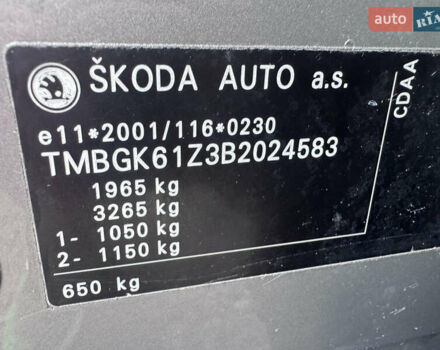 auto
RIA
ŠKODA AUTO a.s.
CDAA
e11*2001/116*0230
TMBGK61Z3B2024583
1965 kg
3265 kg
1- 1050 kg
2- 1150 kg
650 kg